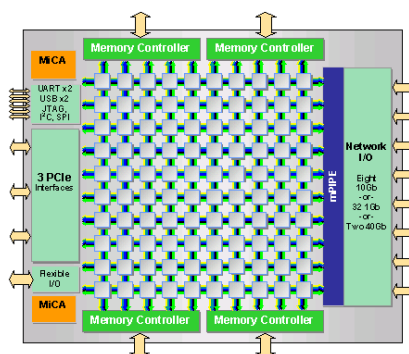 Memory Controller
Memory Controller
MiCA
UART x2
USB x2
JTAG,
I²C, SPI
3 PCIe
Interfaces
Flexible
I/O
MiCA
mPIPE
Network
I/O
Eight
10Gb
-or-
32 1Gb
-or-
Two 40Gb
Memory Controller
Memory Controller